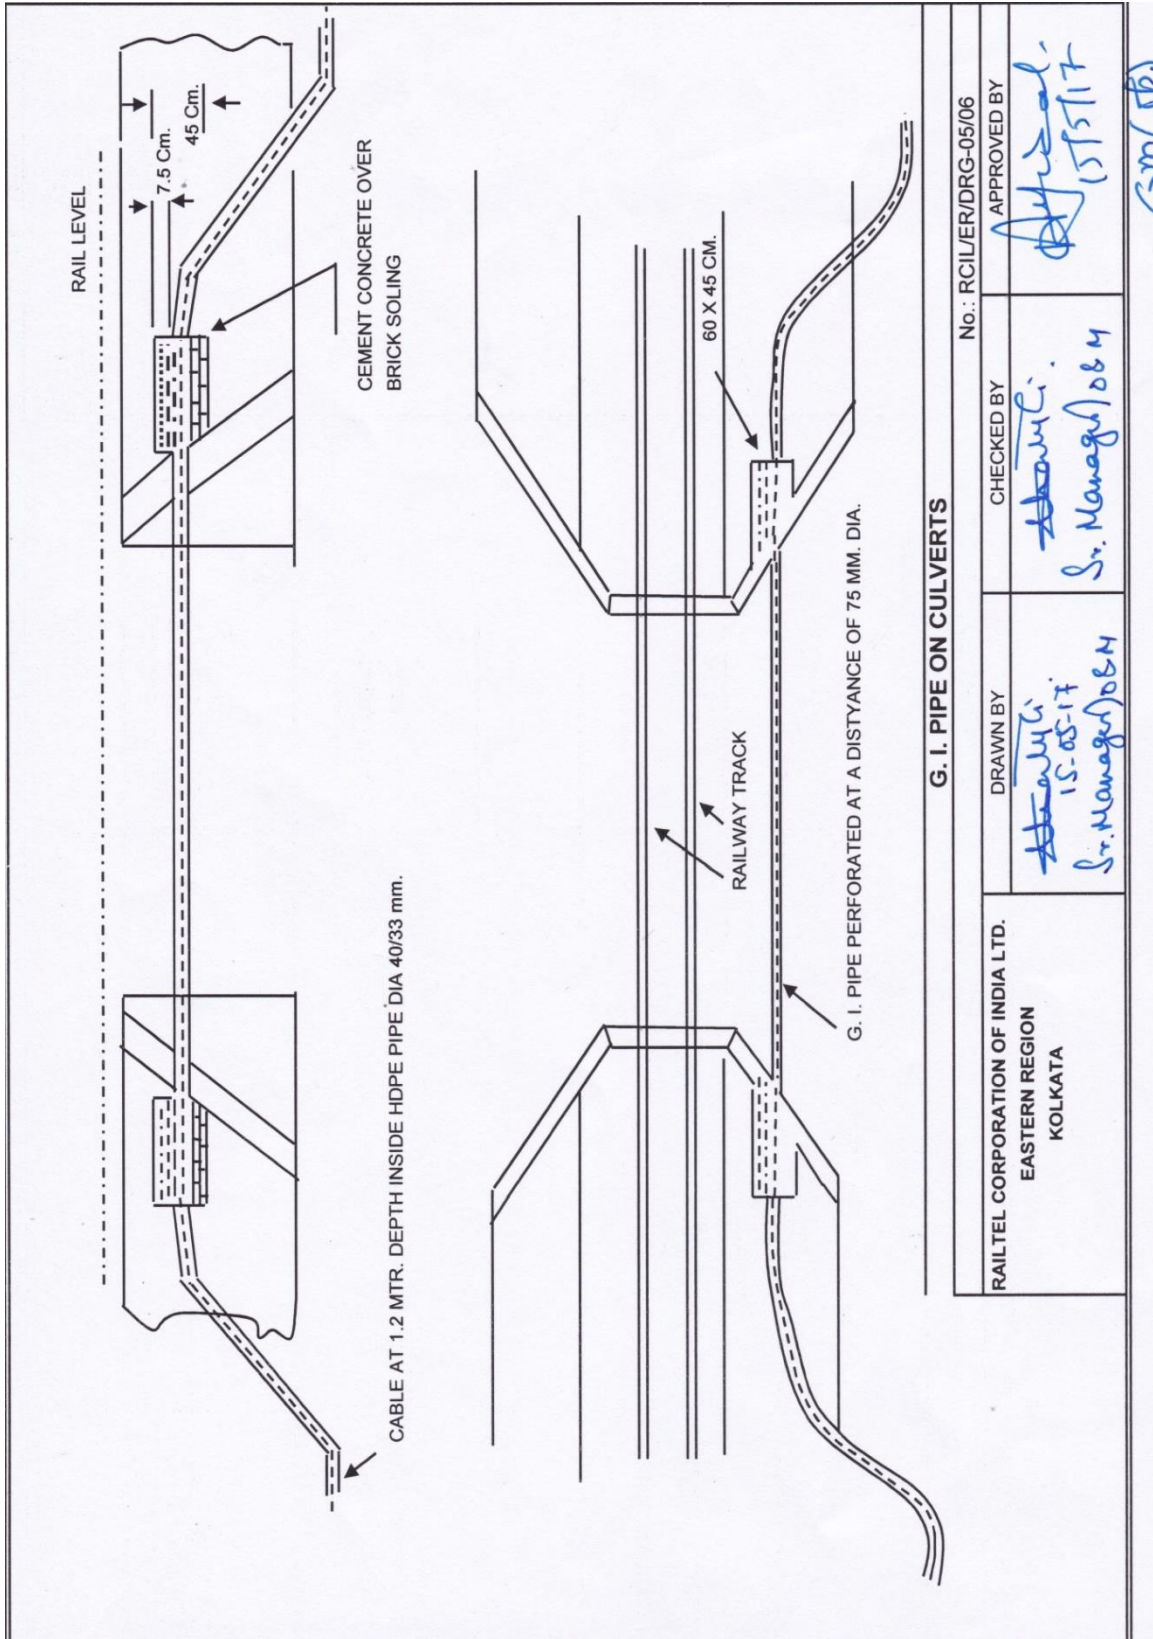 RAIL LEVEL
7.5 Cm.
45 Cm.
CEMENT CONCRETE OVER
BRICK SOLING
CABLE AT 1.2 MTR. DEPTH INSIDE HDPE PIPE DIA 40/33 mm.
60 X 45 CM.
RAILWAY TRACK
G. I. PIPE PERFORATED AT A DISTYANCE OF 75 MM. DIA.
G. I. PIPE ON CULVERTS
No.: RCIL/ER/DRG-05/06
RAILTEL CORPORATION OF INDIA LTD.
EASTERN REGION
KOLKATA
DRAWN BY
15-05-17
Sr. Manager/O&M
CHECKED BY
Sr. Manager/O&M
APPROVED BY
15/5/17